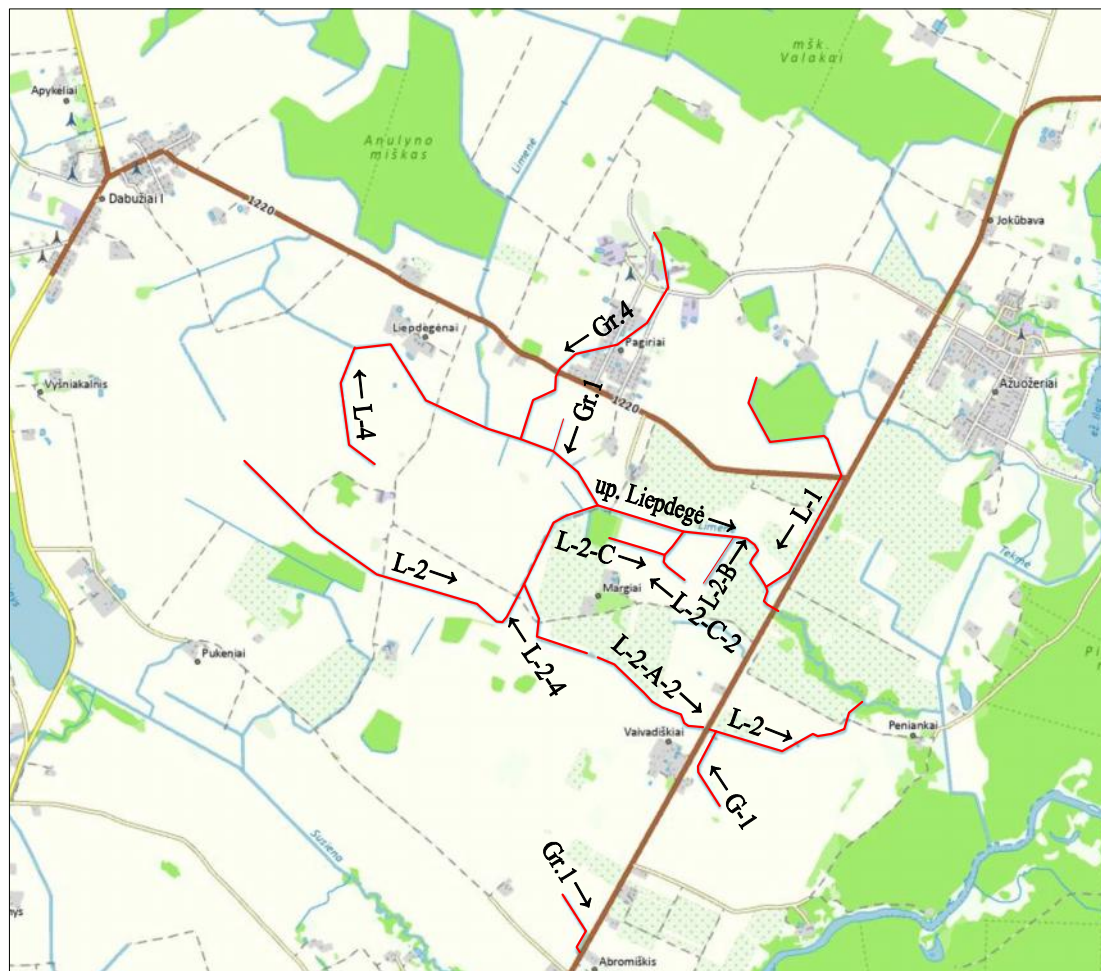 mšk.
Valakai
Apykeliai
Anulyno
miškas
Limenė
Dabužiai I
1220
Jokūbava
Gr.4
Liepdegėnai
Pagiriai
Vyšniakalnis
Ažuožeriai
L-4
Gr.1
1220
up. Liepdegė
L-1
L-2-C
L-2-B
L-2
Margiai
L-2-C-2
Pukeniai
L-2-4
L-2-A-2
L-2
Vaivadiškiai
Peniankai
G-1
Susiena
Gr.1
Abromiškis